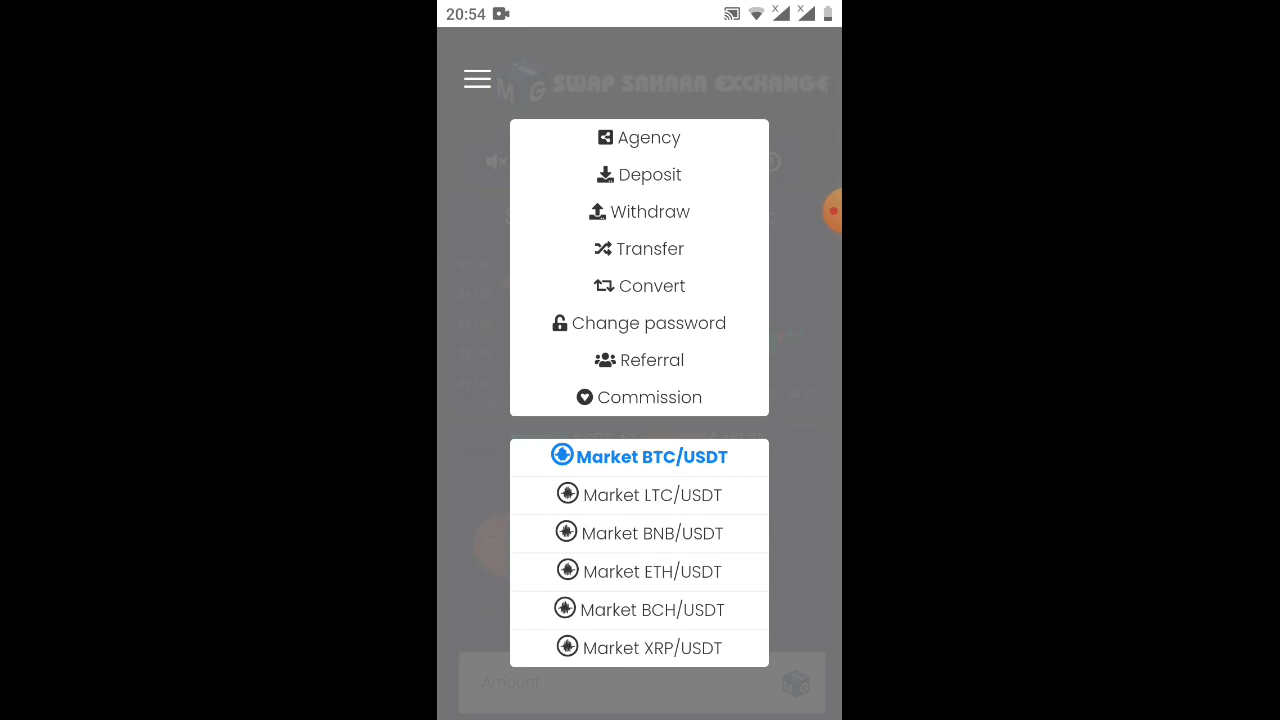 20:54
SWAP SAHARA EXCHANGE
Agency
Deposit
Withdraw
Transfer
Convert
Change password
Referral
Commission
Market BTC/USDT
Market LTC/USDT
Market BNB/USDT
Market ETH/USDT
Market BCH/USDT
Market XRP/USDT
Amount